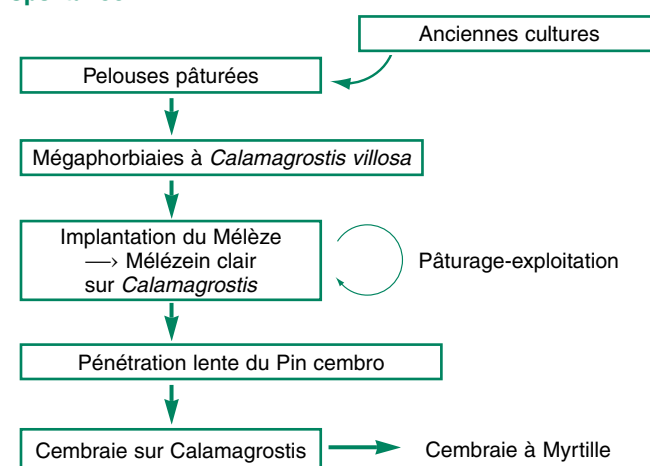 Anciennes cultures
Pelouses pâturées
Mégaphorbiaies à Calamagrostis villosa
Implantation du Mélèze
⟶ Mélézein clair
sur Calamagrostis
Pâturage-exploitation
Pénétration lente du Pin cembro
Cembraie sur Calamagrostis
Cembraie à Myrtille